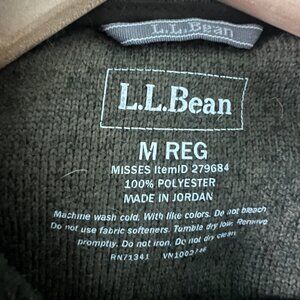 L.L.Bean
L.L.Bean
M REG
MISSES ItemID 279684
100% POLYESTER
MADE IN JORDAN
Machine wash cold. With like colors. Do not bleach.
Do not use fabric softeners. Tumble dry low. Remove
promptly. Do not iron. Do not dry clean.
RN71341